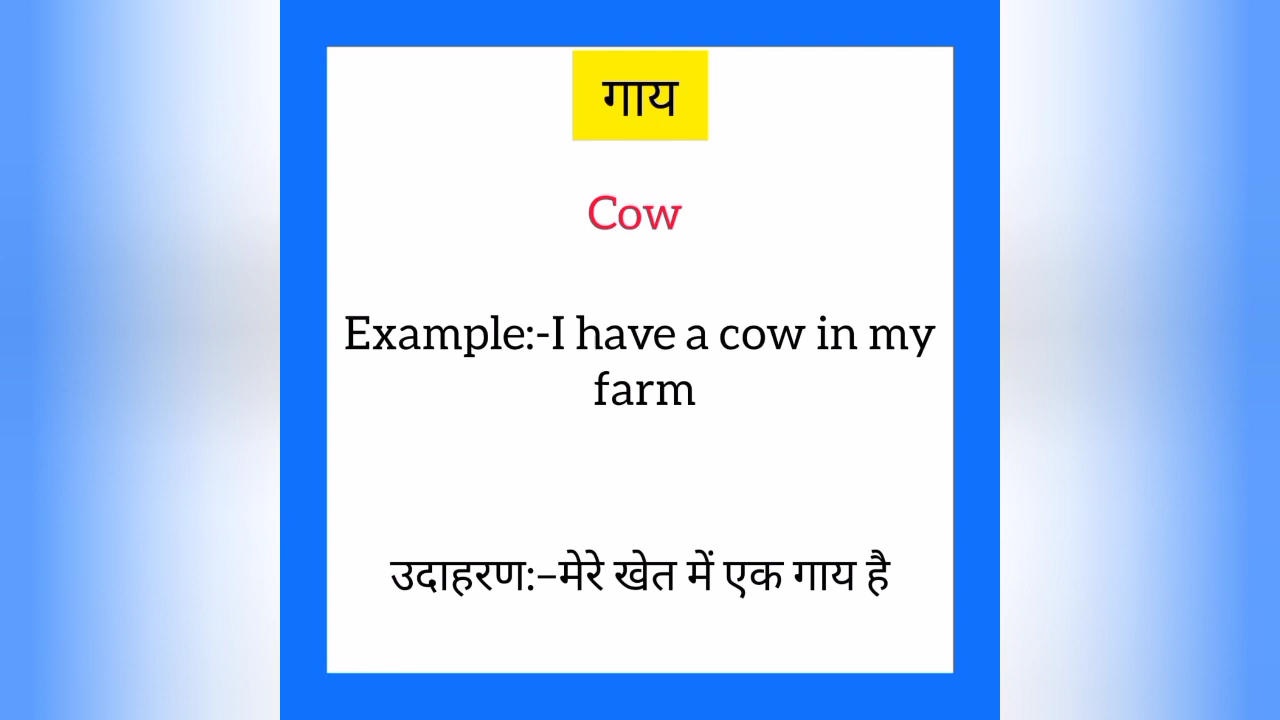 गाय
Cow
Example:-I have a cow in my
farm
उदाहरण:–मेरे खेत में एक गाय है